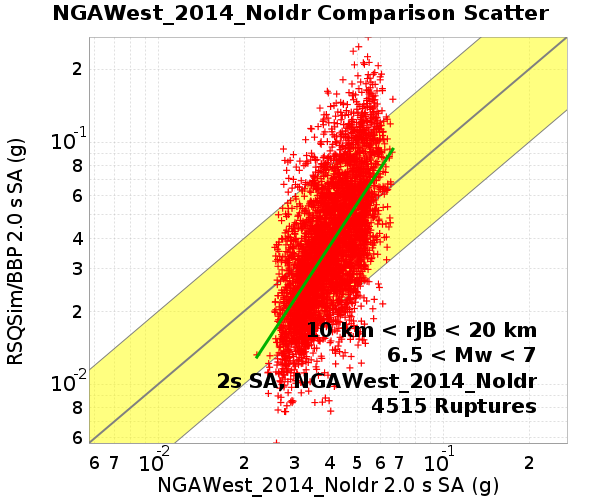 NGAWest_2014_NoIdr Comparison Scatter
RSQSim/BBP 2.0 s SA (g)
2
10-1
8
6
4
3
2
10-2
8
6
10 km < rJB < 20 km
6.5 < Mw < 7
2s SA, NGAWest_2014_NoIdr
4515 Ruptures
6 7 10-2 2 3 4 5 6 7 10-1 2
NGAWest_2014_NoIdr 2.0 s SA (g)